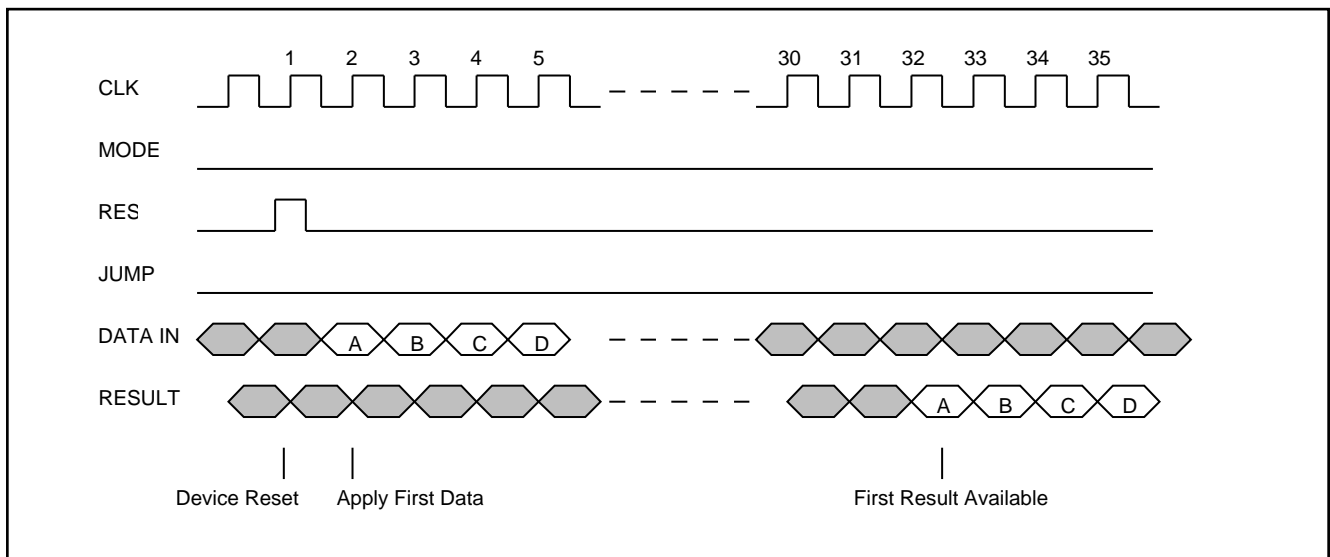 1 2 3 4 5 30 31 32 33 34 35
CLK
MODE
RES
JUMP
DATA IN A B C D
RESULT A B C D
Device Reset Apply First Data First Result Available